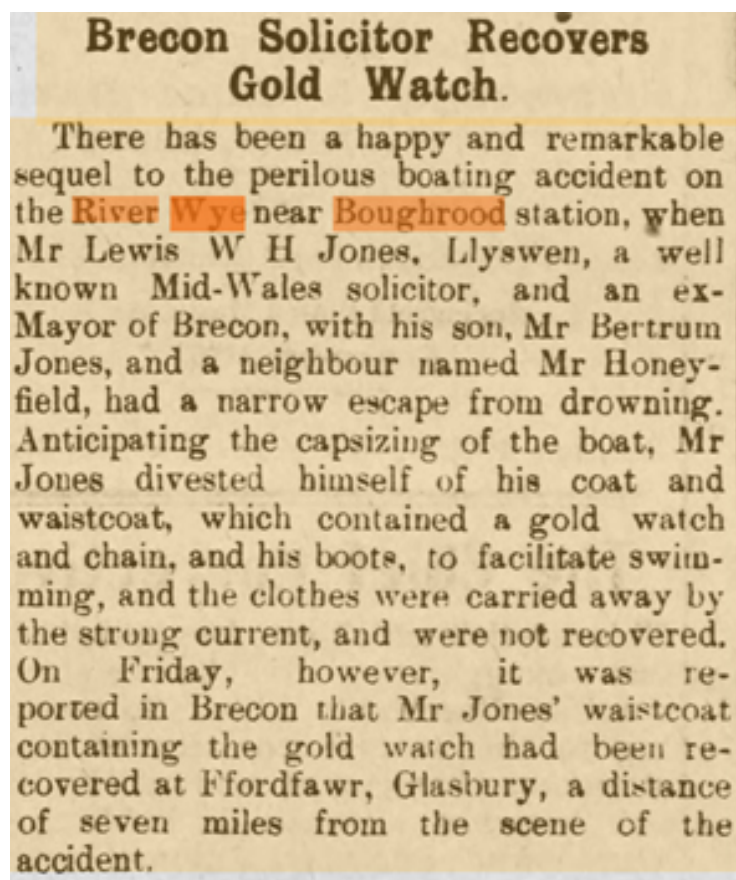 Brecon Solicitor Recovers
Gold Watch.
There has been a happy and remarkable
sequel to the perilous boating accident on
the River Wye near Boughrood station, when
Mr Lewis W H Jones, Llyswen, a well
known Mid-Wales solicitor, and an ex-
Mayor of Brecon, with his son, Mr Bertrum
Jones, and a neighbour named Mr Honey-
field, had a narrow escape from drowning.
Anticipating the capsizing of the boat, Mr
Jones divested himself of his coat and
waistcoat, which contained a gold watch
and chain, and his boots, to facilitate swim-
ming, and the clothes were carried away by
the strong current, and were not recovered.
On Friday, however, it was re-
ported in Brecon that Mr Jones' waistcoat
containing the gold watch had been re-
covered at Ffordfawr, Glasbury, a distance
of seven miles from the scene of the
accident.